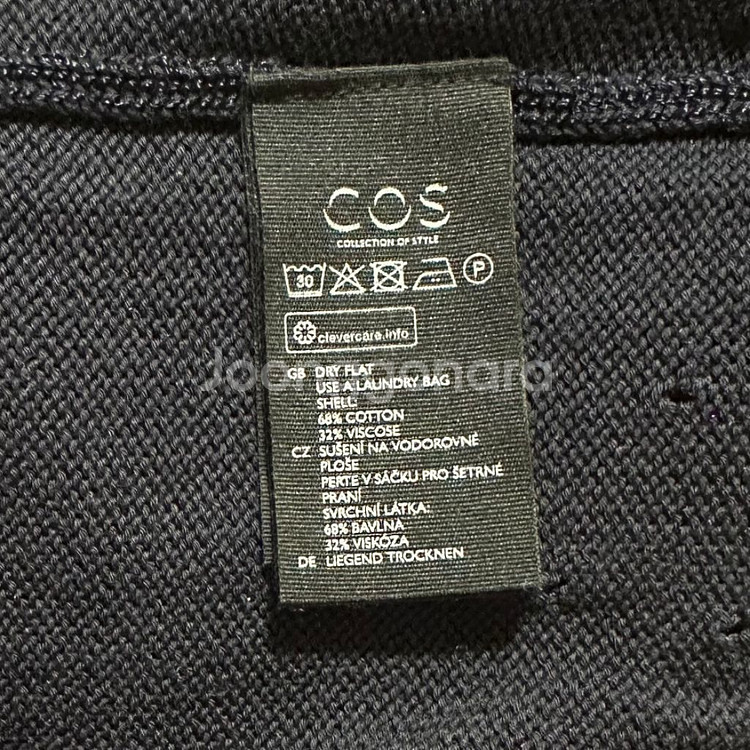 COS
COLLECTION OF STYLE
30
P
clevercare.info
GB DRY FLAT
USE A LAUNDRY BAG
SHELL:
68% COTTON
32% VISCOSE
CZ SUŠENÍ NA VODOROVNÉ
PLOŠE
PERTE V SÁČKU PRO ŠETRNÉ
PRANÍ
SVRCHNÍ LÁTKA:
68% BAVLNA
32% VISKÓZA
DE LIEGEND TROCKNEN
Joonggonara